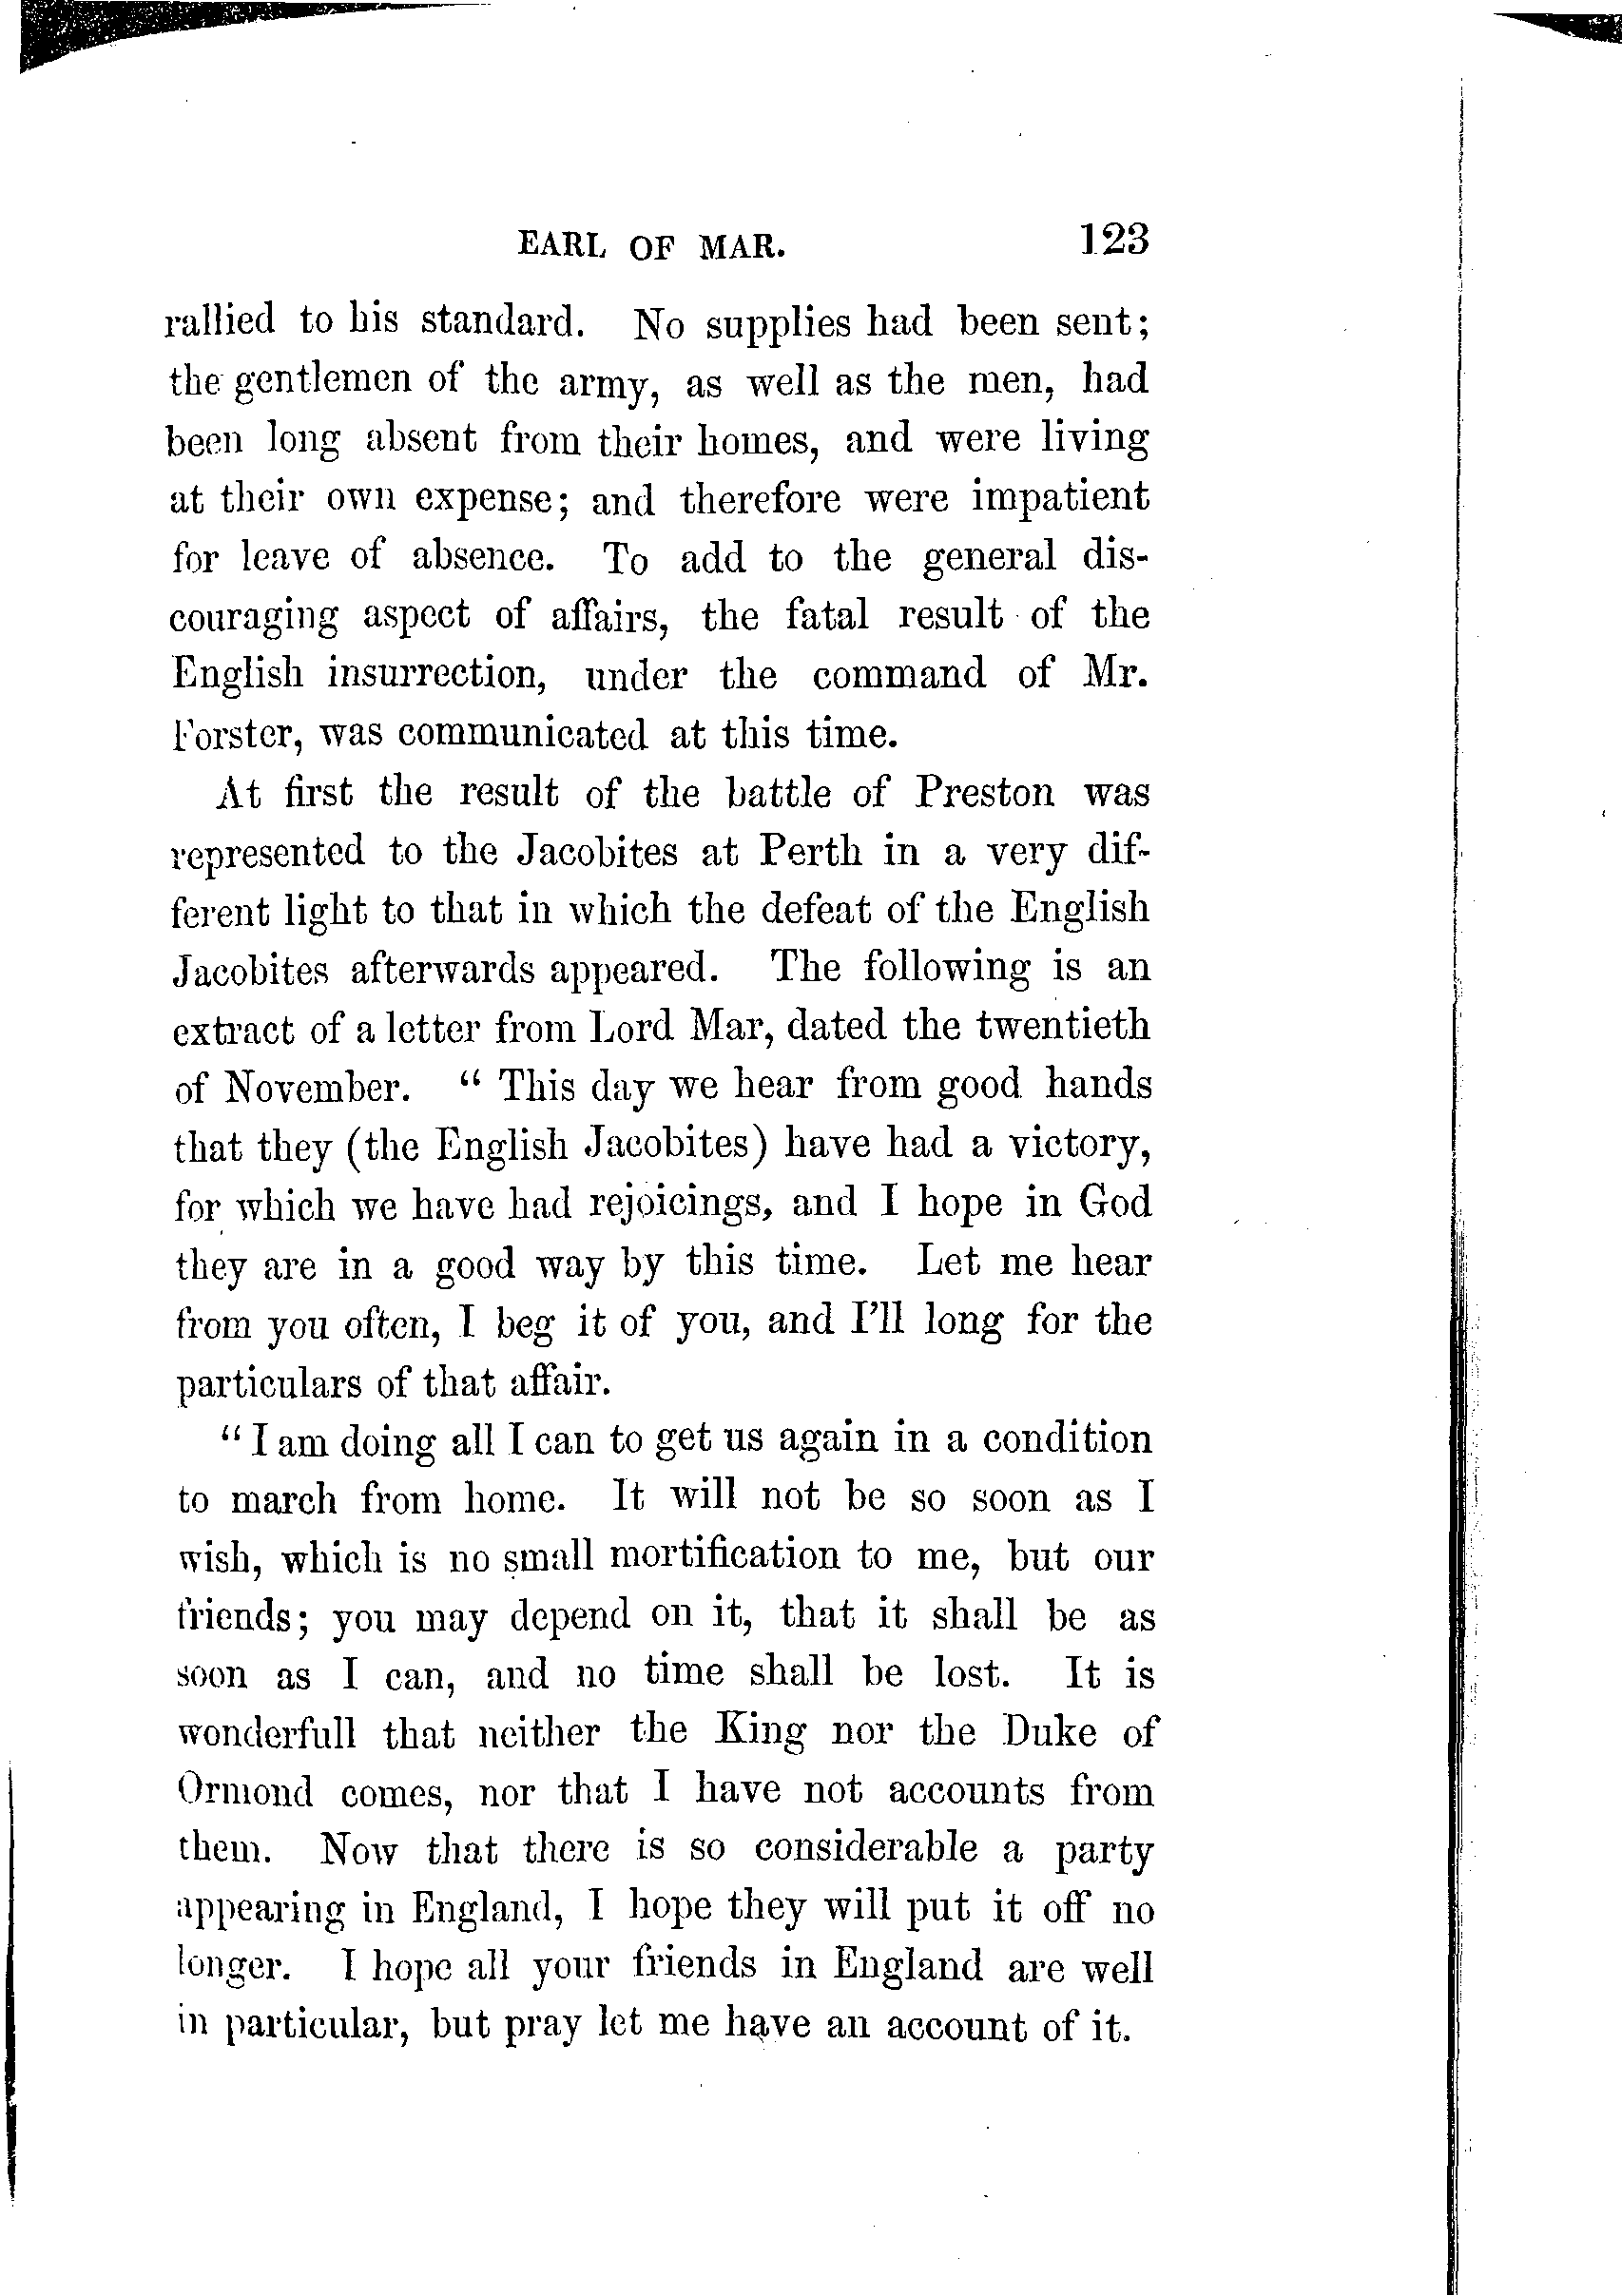 EARL OF MAR. 123
rallied to his standard. No supplies had been sent;
the gentlemen of the army, as well as the men, had
been long absent from their homes, and were living
at their own expense; and therefore were impatient
for leave of absence. To add to the general dis-
couraging aspect of affairs, the fatal result of the
English insurrection, under the command of Mr.
Forster, was communicated at this time.
At first the result of the battle of Preston was
represented to the Jacobites at Perth in a very dif-
ferent light to that in which the defeat of the English
Jacobites afterwards appeared. The following is an
extract of a letter from Lord Mar, dated the twentieth
of November. “ This day we hear from good hands
that they (the English Jacobites) have had a victory,
for which we have had rejoicings, and I hope in God
they are in a good way by this time. Let me hear
from you often, I beg it of you, and I’ll long for the
particulars of that affair.
“ I am doing all I can to get us again in a condition
to march from home. It will not be so soon as I
wish, which is no small mortification to me, but our
friends; you may depend on it, that it shall be as
soon as I can, and no time shall be lost. It is
wonderfull that neither the King nor the Duke of
Ormond comes, nor that I have not accounts from
them. Now that there is so considerable a party
appearing in England, I hope they will put it off no
longer. I hope all your friends in England are well
in particular, but pray let me have an account of it.